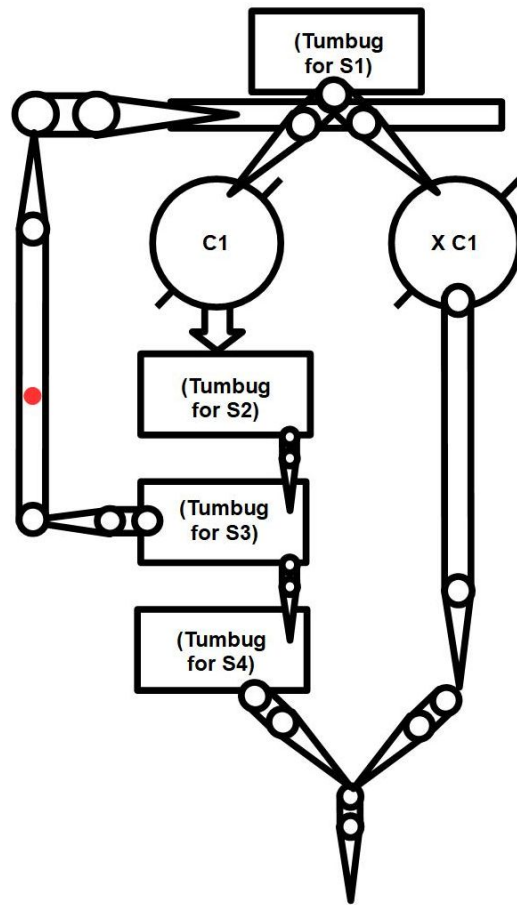 (Tumbug
for S1)
C1
X C1
(Tumbug
for S2)
(Tumbug
for S3)
(Tumbug
for S4)